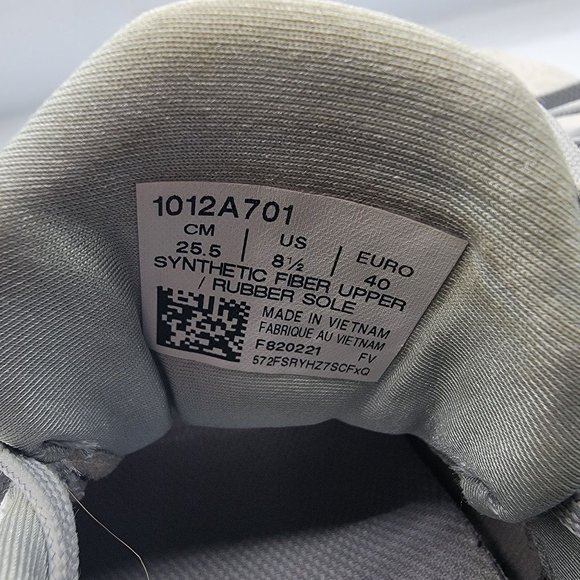 1012A701
CM | US | EURO
25.5 | 8½ | 40
SYNTHETIC FIBER UPPER
/ RUBBER SOLE
MADE IN VIETNAM
FABRIQUE AU VIETNAM
F820221 FV
572FSRYHZ7SCFxQ